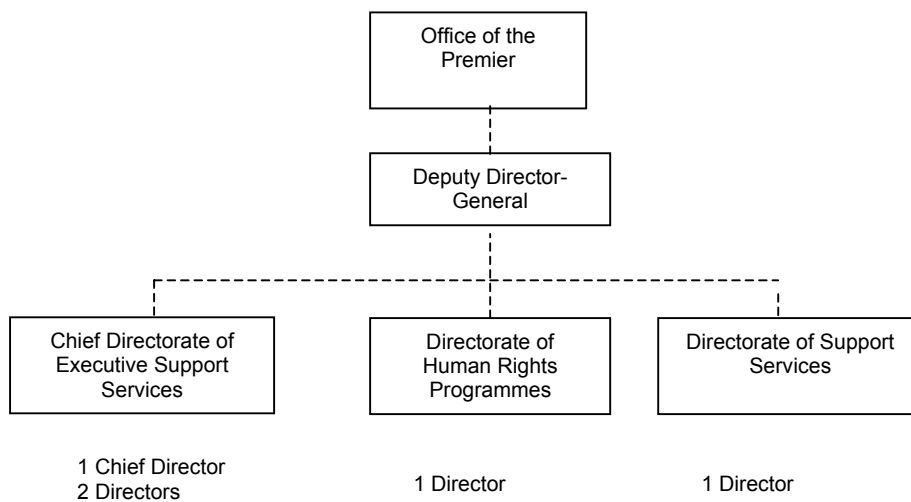 Office of the
Premier
Deputy Director-
General
Chief Directorate of
Executive Support
Services
Directorate of
Human Rights
Programmes
Directorate of Support
Services
1 Chief Director
2 Directors
1 Director
1 Director